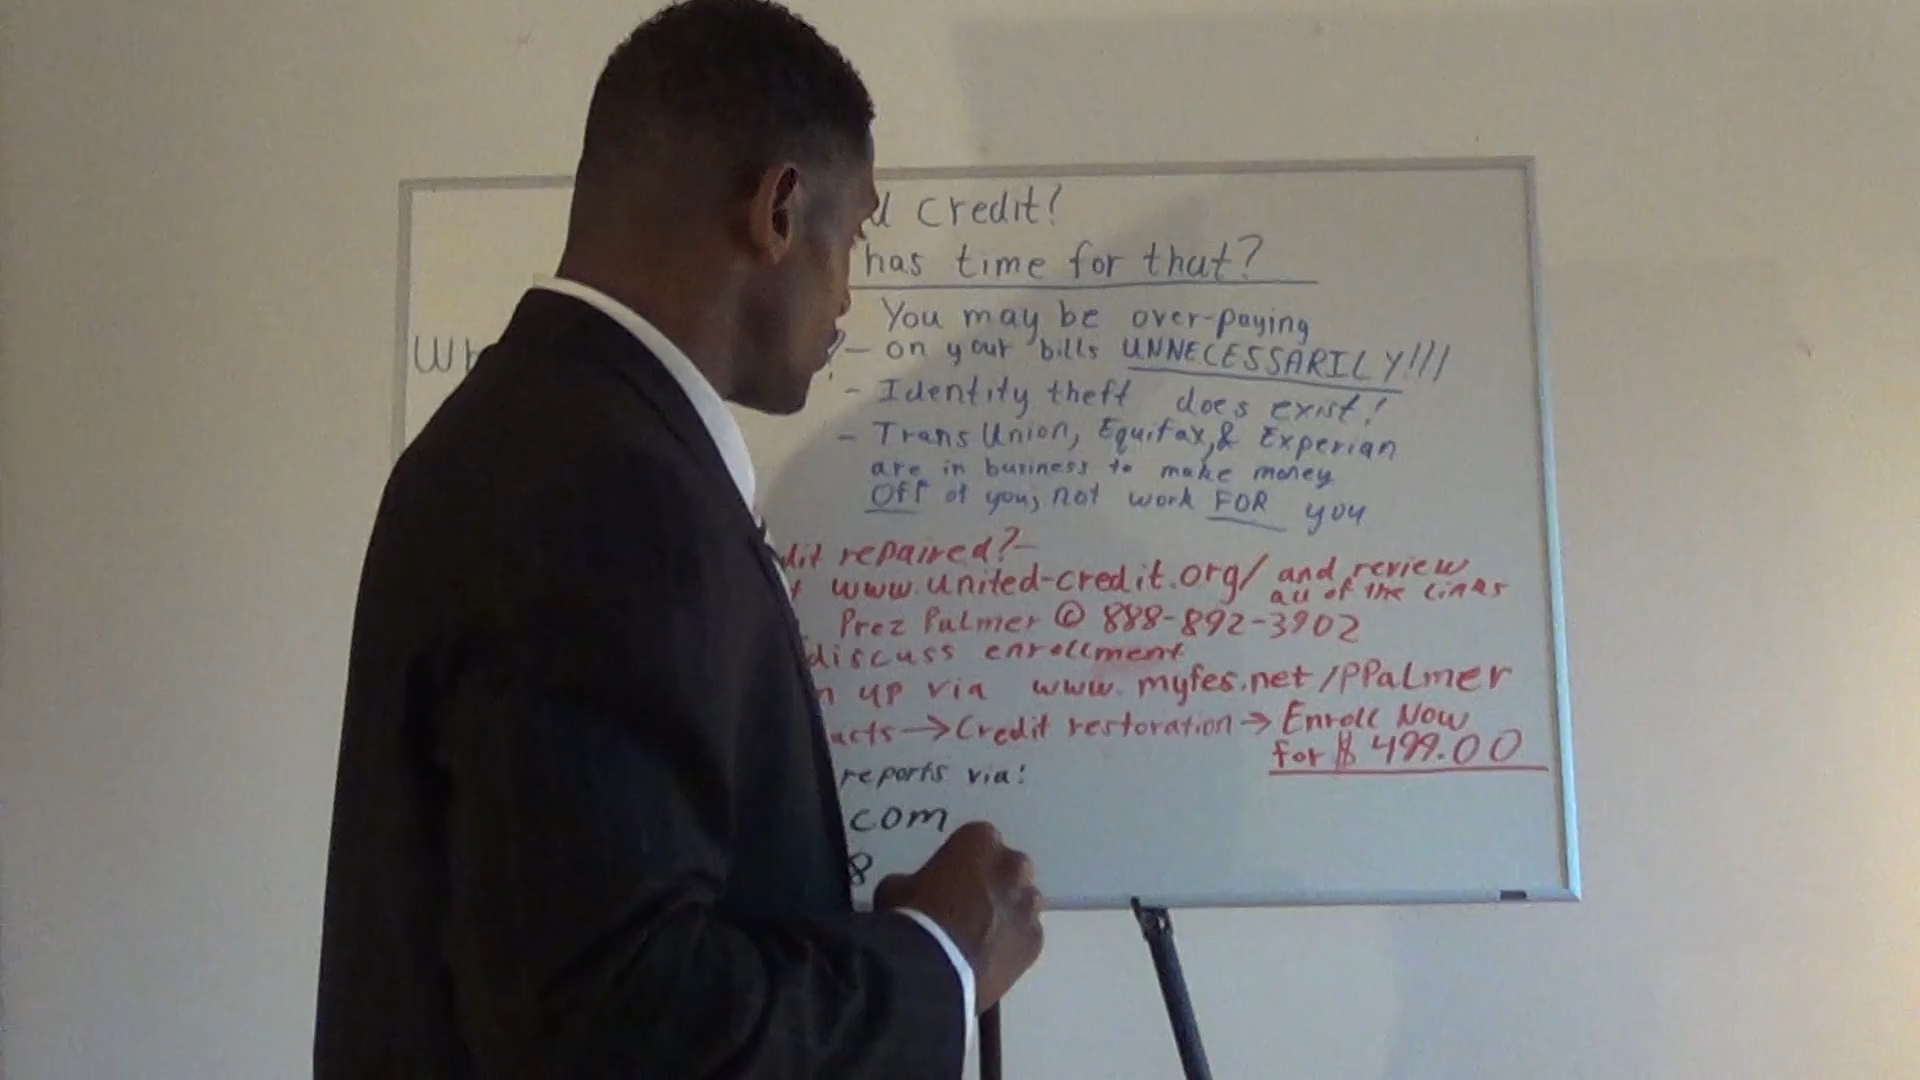 credit?
has time for that?
You may be over-paying
- on your bills UNNECESSARILY!!!
- Identity theft does exist!
- TransUnion, Equifax, & Experian
are in business to make money
Off of you, not work FOR you
repaired?-
www.united-credit.org/ and review
all of the links
Prez Palmer @ 888-892-3902
discuss enrollment
up via www.myfes.net/PPalmer
→ Credit restoration → Enroll Now
for $499.00
reports via:
com
8